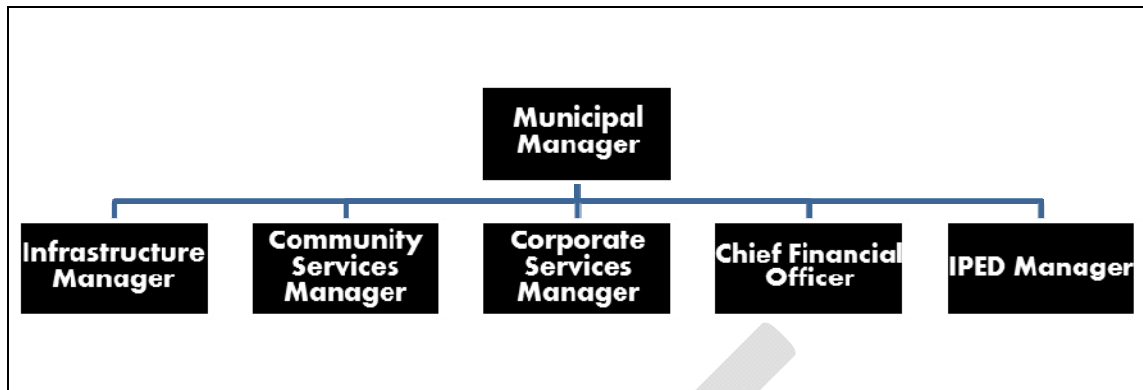 Municipal
Manager
Infrastructure
Manager
Community
Services
Manager
Corporate
Services
Manager
Chief Financial
Officer
IPED Manager